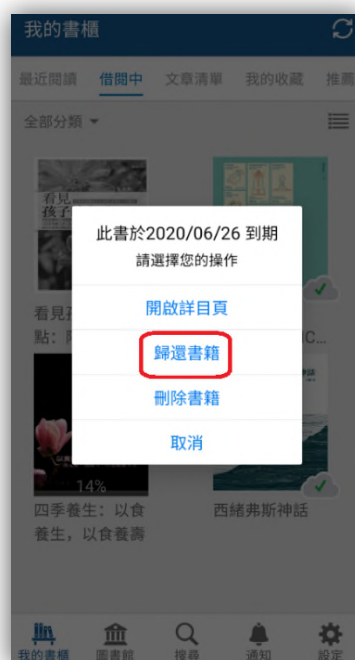 我的書櫃
最近閱讀 借閱中 文章清單 我的收藏 推薦
全部分類
看見
孩子
此書於2020/06/26 到期
請選擇您的操作
開啟詳目頁
歸還書籍
刪除書籍
取消
看見
點：
C...
14%
四季養生：以食
養生，以食養壽
西緒弗斯神話
我的書櫃 圖書館 搜尋 通知 設定